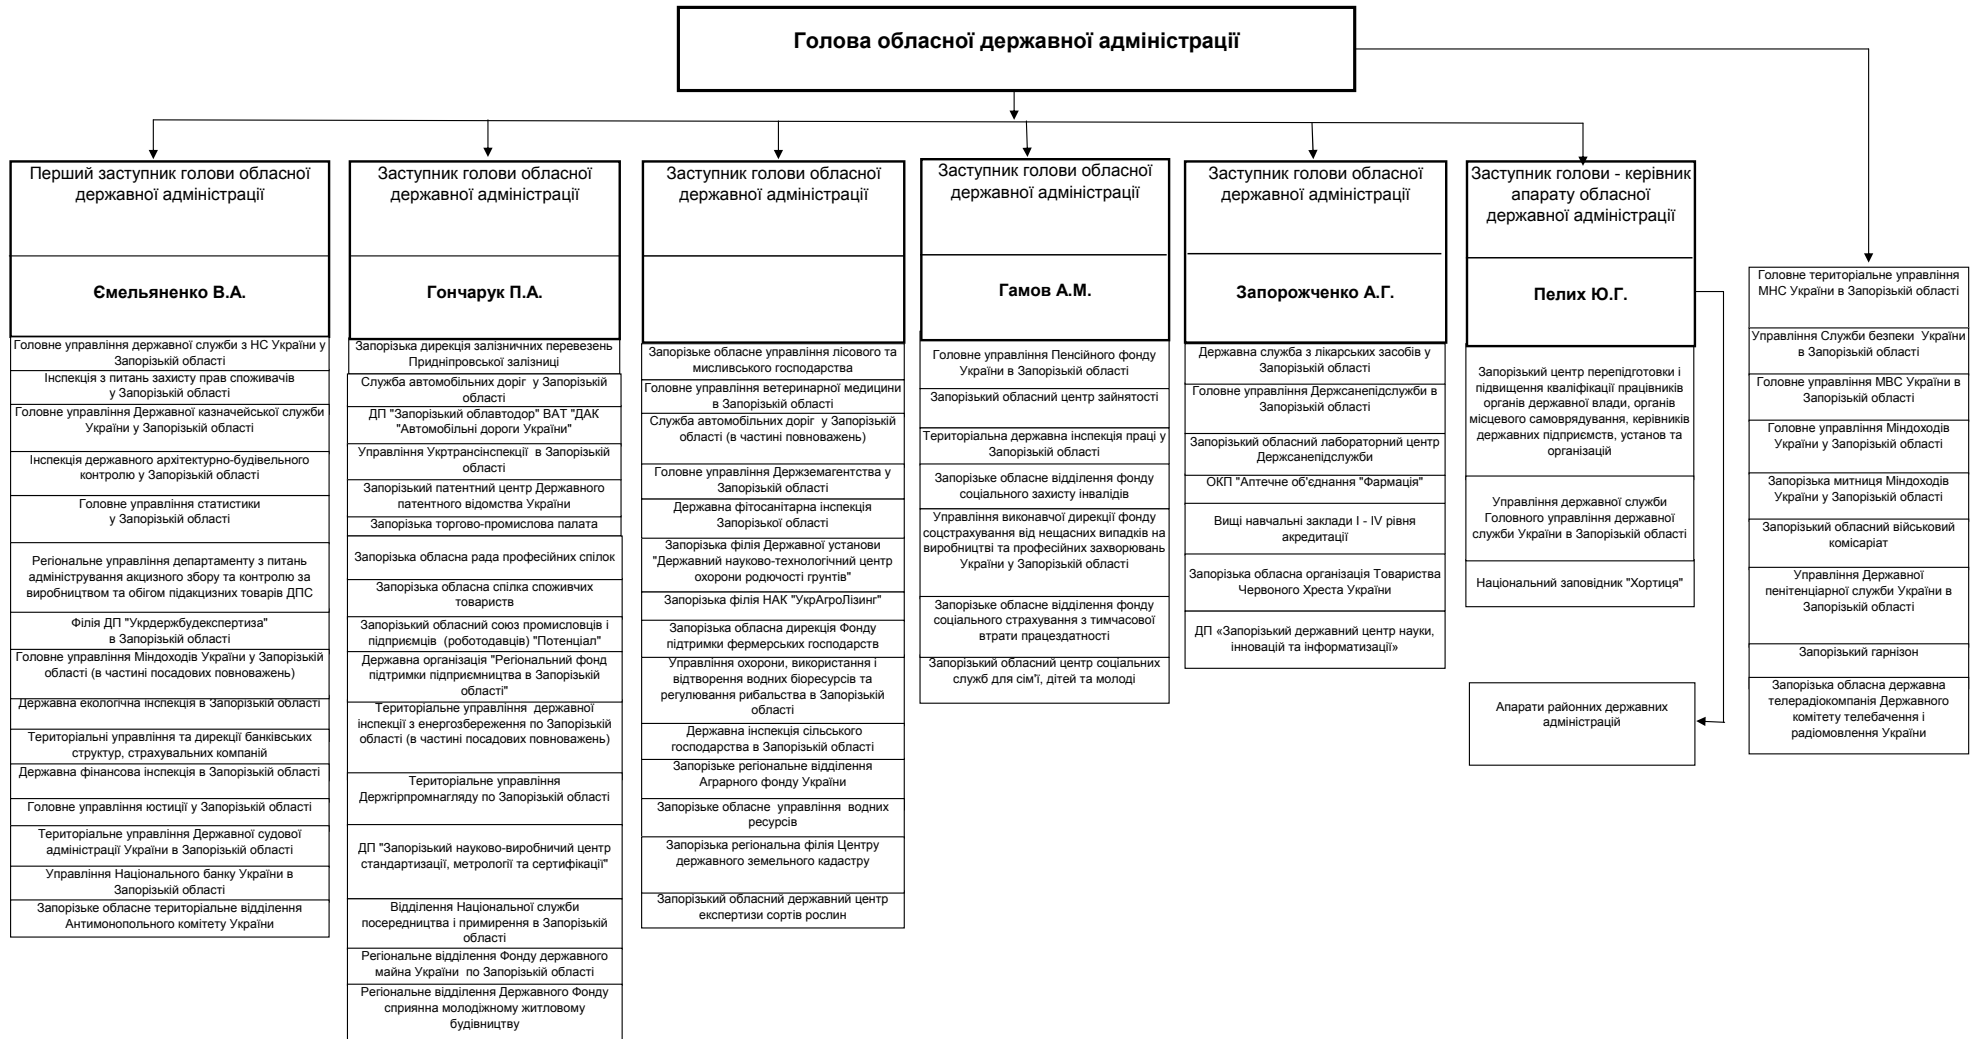 Голова обласної державної адміністрації
Перший заступник голови обласної
державної адміністрації
Ємельяненко В.А.
Головне управління державної служби з НС України у
Запорізькій області
Інспекція з питань захисту прав споживачів
у Запорізькій області
Головне управління Державної казначейської служби
України у Запорізькій області
Інспекція державного архітектурно-будівельного
контролю у Запорізькій області
Головне управління статистики
у Запорізькій області
Регіональне управління департаменту з питань
адміністрування акцизного збору та контролю за
виробництвом та обігом підакцизних товарів ДПС
Філія ДП "Укрдержбудекспертиза"
в Запорізькій області
Головне управління Міндоходів України у Запорізькій
області (в частині посадових повноважень)
Державна екологічна інспекція в Запорізькій області
Територіальні управління та дирекції банківських
структур, страхувальних компаній
Державна фінансова інспекція в Запорізькій області
Головне управління юстиції у Запорізькій області
Територіальне управління Державної судової
адміністрації України в Запорізькій області
Управління Національного банку України в
Запорізькій області
Запорізьке обласне територіальне відділення
Антимонопольного комітету України
Заступник голови обласної
державної адміністрації
Гончарук П.А.
Запорізька дирекція залізничних перевезень
Придніпровської залізниці
Служба автомобільних доріг у Запорізькій
області
ДП "Запорізький облавтодор" ВАТ "ДАК
"Автомобільні дороги України"
Управління Укртрансінспекції в Запорізькій
області
Запорізький патентний центр Державного
патентного відомства України
Запорізька торгово-промислова палата
Запорізька обласна рада професійних спілок
Запорізька обласна спілка споживчих
товариств
Запорізький обласний союз промисловців і
підприємців (роботодавців) "Потенціал"
Державна організація "Регіональний фонд
підтримки підприємництва в Запорізькій
області"
Територіальне управління державної
інспекції з енергозбереження по Запорізькій
області (в частині посадових повноважень)
Територіальне управління
Держгірпромнагляду по Запорізькій області
ДП "Запорізький науково-виробничий центр
стандартизації, метрології та сертифікації"
Відділення Національної служби
посередництва і примирення в Запорізькій
області
Регіональне відділення Фонду державного
майна України по Запорізькій області
Регіональне відділення Державного Фонду
сприянна молодіжному житловому
будівництву
Заступник голови обласної
державної адміністрації
Запорізьке обласне управління лісового та
мисливського господарства
Головне управління ветеринарної медицини
в Запорізькій області
Служба автомобільних доріг у Запорізькій
області (в частині повноважень)
Головне управління Держземагентства у
Запорізькій області
Державна фітосанітарна інспекція
Запорізької області
Запорізька філія Державної установи
"Державний науково-технологічний центр
охорони родючості грунтів"
Запорізька філія НАК "УкрАгроЛізинг"
Запорізька обласна дирекція Фонду
підтримки фермерських господарств
Управління охорони, використання і
відтворення водних біоресурсів та
регулювання рибальства в Запорізькій
області
Державна інспекція сільського
господарства в Запорізькій області
Запорізьке регіональне відділення
Аграрного фонду України
Запорізьке обласне управління водних
ресурсів
Запорізька регіональна філія Центру
державного земельного кадастру
Запорізький обласний державний центр
експертизи сортів рослин
Заступник голови обласної
державної адміністрації
Гамов А.М.
Головне управління Пенсійного фонду
України в Запорізькій області
Запорізький обласний центр зайнятості
Територіальна державна інспекція праці у
Запорізькій області
Запорізьке обласне відділення фонду
соціального захисту інвалідів
Управління виконавчої дирекції фонду
соцстрахування від нещасних випадків на
виробництві та професійних захворювань
України у Запорізькій області
Запорізьке обласне відділення фонду
соціального страхування з тимчасової
втрати працездатності
Запорізький обласний центр соціальних
служб для сім'ї, дітей та молоді
Заступник голови обласної
державної адміністрації
Запорожченко А.Г.
Державна служба з лікарських засобів у
Запорізькій області
Головне управління Держсанепідслужби в
Запорізькій області
Запорізький обласний лабораторний центр
Держсанепідслужби
ОКП "Аптечне об'єднання "Фармація"
Вищі навчальні заклади І - IV рівня
акредитації
Запорізька обласна організація Товариства
Червоного Хреста України
ДП «Запорізький державний центр науки,
інновацій та інформатизації»
Заступник голови - керівник
апарату обласної
державної адміністрації
Пелих Ю.Г.
Запорізький центр перепідготовки і
підвищення кваліфікації працівників
органів державної влади, органів
місцевого самоврядування, керівників
державних підприємств, установ та
організацій
Управління державної служби
Головного управління державної
служби України в Запорізькій області
Національний заповідник "Хортиця"
Апарати районних державних
адміністрацій
Головне територіальне управління
МНС України в Запорізькій області
Управління Служби безпеки України
в Запорізькій області
Головне управління МВС України в
Запорізькій області
Головне управління Міндоходів
України у Запорізькій області
Запорізька митниця Міндоходів
України у Запорізькій області
Запорізький обласний військовий
комісаріат
Управління Державної
пенітенціарної служби України в
Запорізькій області
Запорізький гарнізон
Запорізька обласна державна
телерадіокомпанія Державного
комітету телебачення і
радіомовлення України